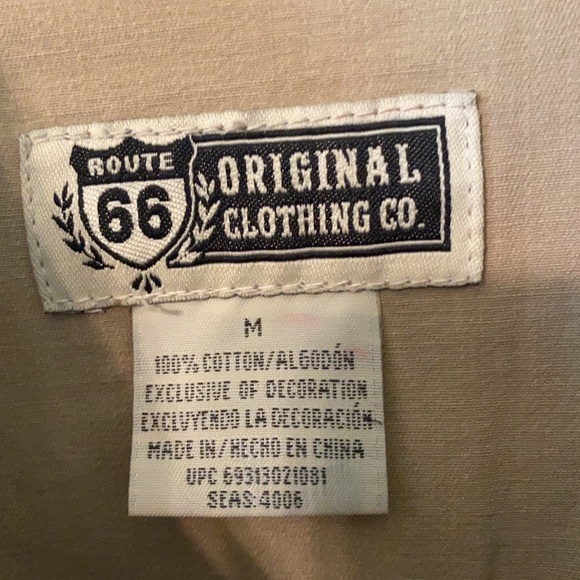 ROUTE
66
ORIGINAL
CLOTHING CO.
M
100% COTTON/ALGODÓN
EXCLUSIVE OF DECORATION
EXCLUYENDO LA DECORACIÓN
MADE IN/HECHO EN CHINA
UPC 69313021081
SEAS:4006